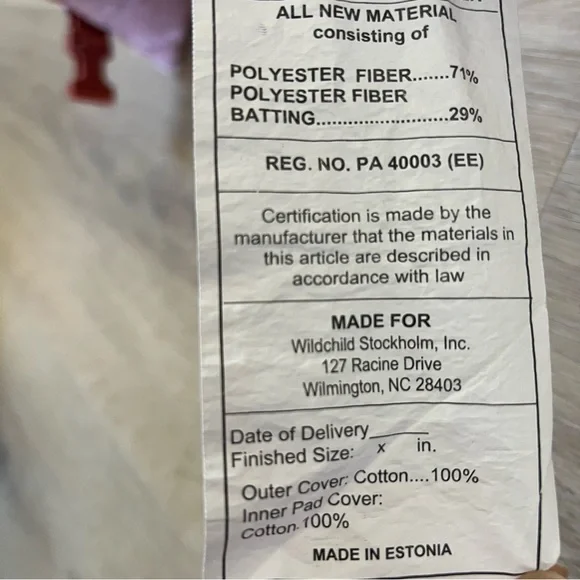 ALL NEW MATERIAL
consisting of
POLYESTER FIBER.......71%
POLYESTER FIBER
BATTING.........................29%
REG. NO. PA 40003 (EE)
Certification is made by the
manufacturer that the materials in
this article are described in
accordance with law
MADE FOR
Wildchild Stockholm, Inc.
127 Racine Drive
Wilmington, NC 28403
Date of Delivery______
Finished Size: x in.
Outer Cover: Cotton....100%
Inner Pad Cover:
Cotton-100%
MADE IN ESTONIA